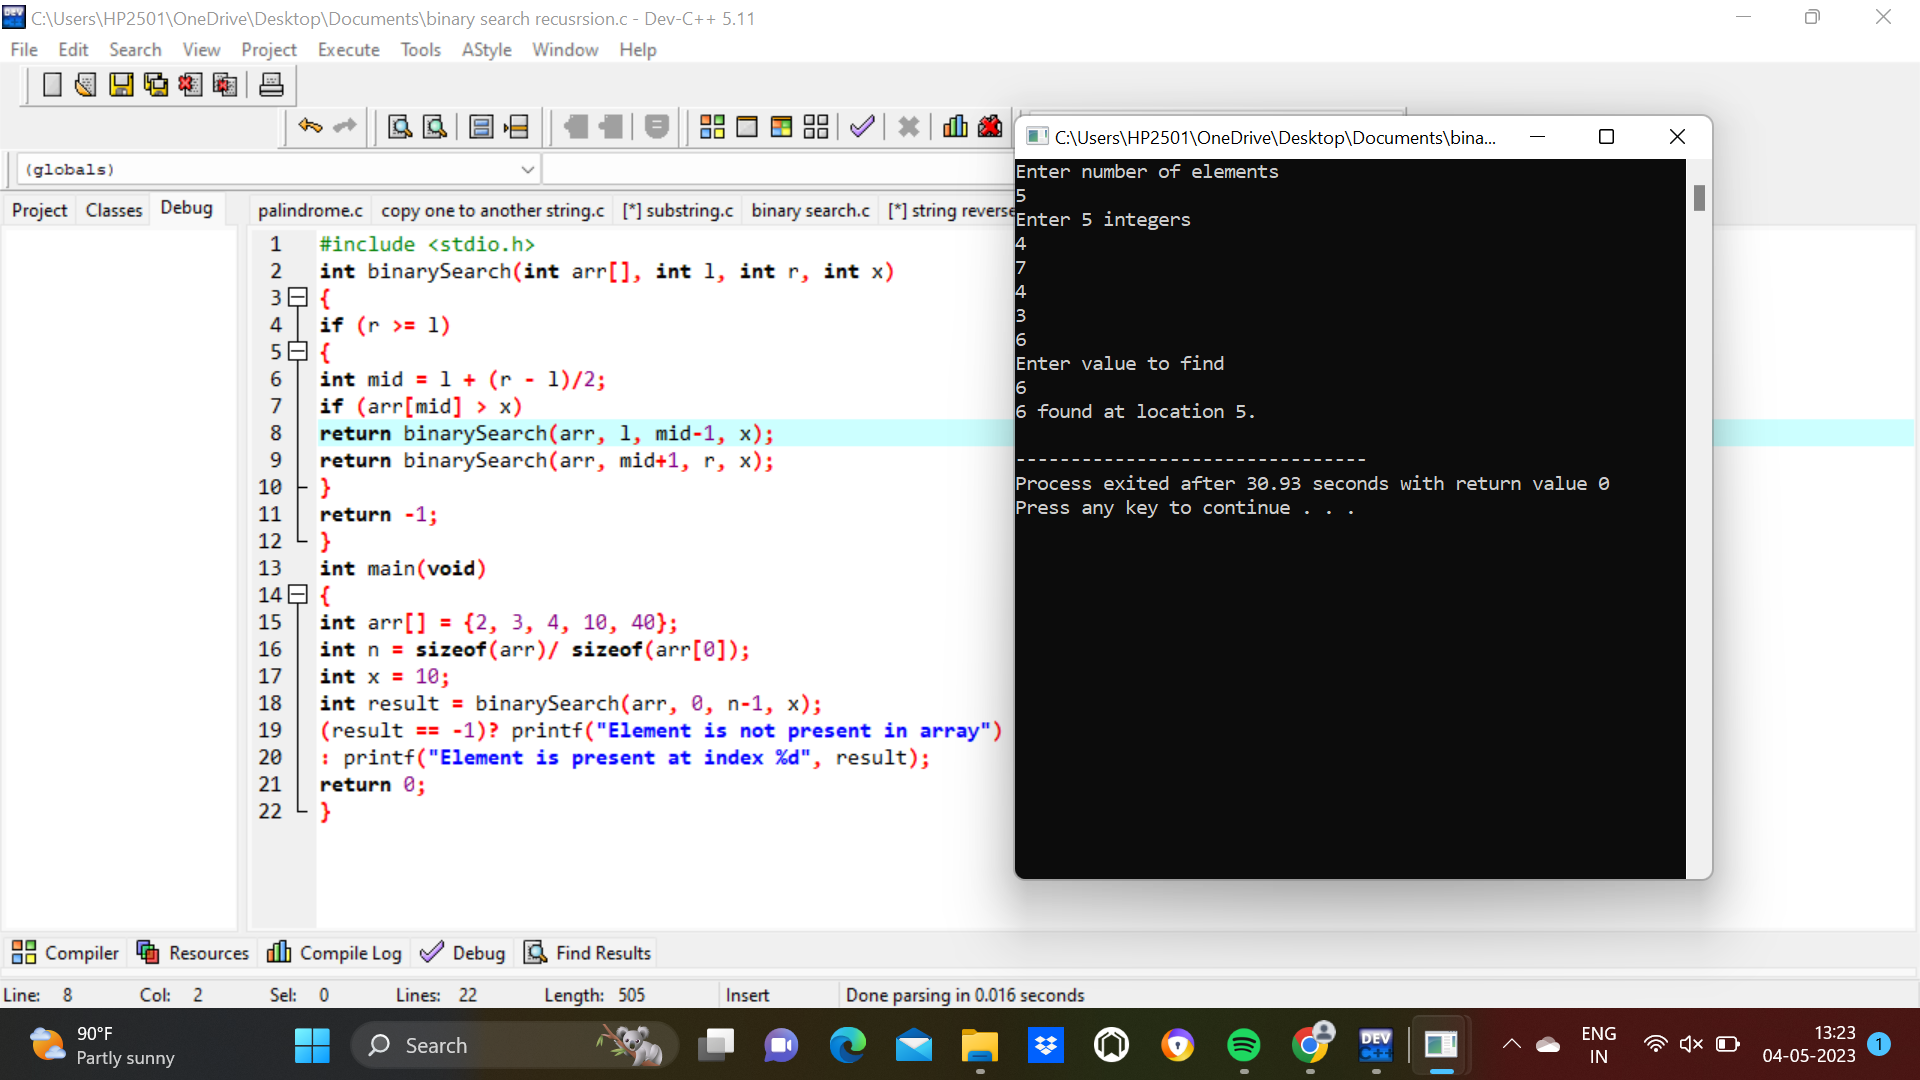 C:\Users\HP2501\OneDrive\Desktop\Documents\binary search recusrsion.c - Dev-C++ 5.11
File Edit Search View Project Execute Tools AStyle Window Help
(globals)
Project Classes Debug
palindrome.c copy one to another string.c [*] substring.c binary search.c [*] string reverse
1 #include <stdio.h>
2 int binarySearch(int arr[], int l, int r, int x)
3 {
4 if (r >= l)
5 {
6 int mid = l + (r - l)/2;
7 if (arr[mid] > x)
8 return binarySearch(arr, l, mid-1, x);
9 return binarySearch(arr, mid+1, r, x);
10 }
11 return -1;
12 }
13 int main(void)
14 {
15 int arr[] = {2, 3, 4, 10, 40};
16 int n = sizeof(arr)/ sizeof(arr[0]);
17 int x = 10;
18 int result = binarySearch(arr, 0, n-1, x);
19 (result == -1)? printf("Element is not present in array")
20 : printf("Element is present at index %d", result);
21 return 0;
22 }
C:\Users\HP2501\OneDrive\Desktop\Documents\bina...
Enter number of elements
5
Enter 5 integers
4
7
4
3
6
Enter value to find
6
6 found at location 5.
--------------------------------
Process exited after 30.93 seconds with return value 0
Press any key to continue . . .
Compiler Resources Compile Log Debug Find Results
Line: 8 Col: 2 Sel: 0 Lines: 22 Length: 505 Insert Done parsing in 0.016 seconds
90°F
Partly sunny
Search
DEV
C++
ENG
IN
13:23
04-05-2023
1